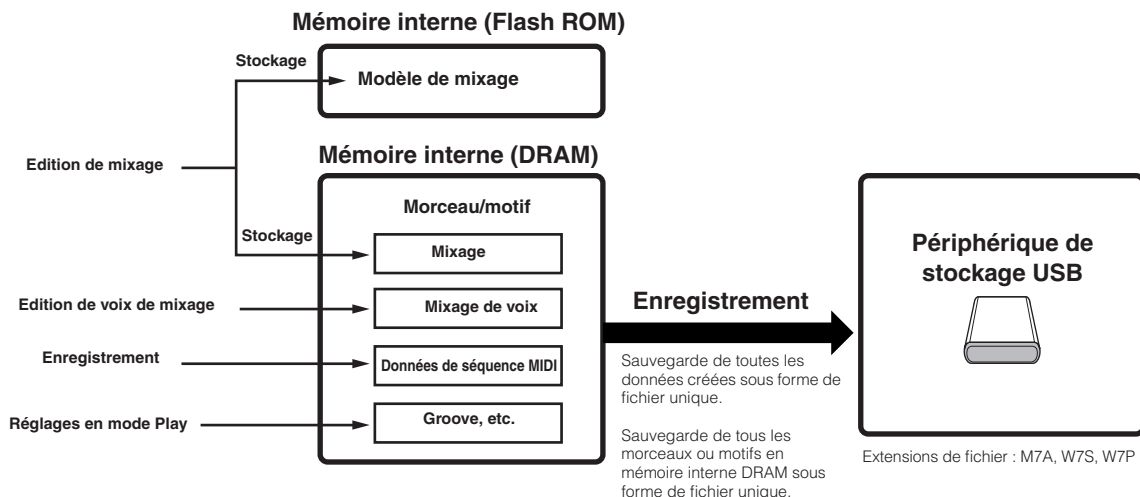 Mémoire interne (Flash ROM)
Stockage
Modèle de mixage
Edition de mixage
Mémoire interne (DRAM)
Morceau/motif
Stockage
Mixage
Edition de voix de mixage
Mixage de voix
Enregistrement
Données de séquence MIDI
Réglages en mode Play
Groove, etc.
Enregistrement
Sauvegarde de toutes les
données créées sous forme de
fichier unique.
Sauvegarde de tous les
morceaux ou motifs en
mémoire interne DRAM sous
forme de fichier unique.
Périphérique de
stockage USB
Extensions de fichier : M7A, W7S, W7P